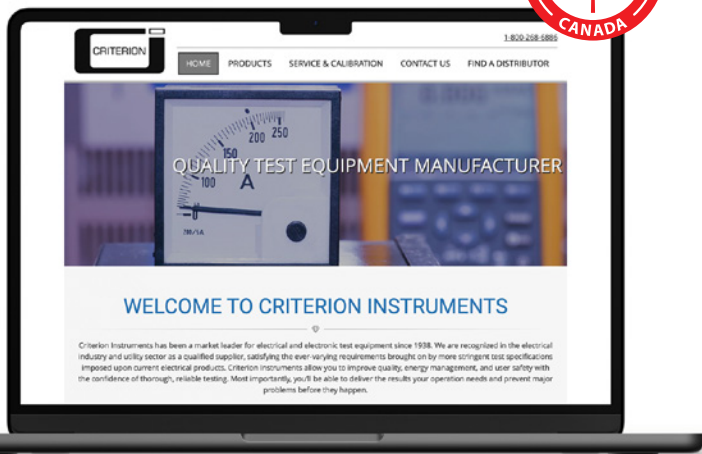 CANADA
1-800-268-6886
CRITERION
HOME PRODUCTS SERVICE & CALIBRATION CONTACT US FIND A DISTRIBUTOR
250
200
150
QUALITY TEST EQUIPMENT MANUFACTURER
100
A
0
WELCOME TO CRITERION INSTRUMENTS
Criterion Instruments has been a market leader for electrical and electronic test equipment since 1938. We are recognized in the electrical
industry and utility sector as a qualified supplier, satisfying the ever-varying requirements brought on by more stringent test specifications
imposed upon current electrical products. Criterion Instruments allow you to improve quality, energy management, and user safety with
the confidence of thorough, reliable testing. Most importantly, you'll be able to deliver the results your operation needs and prevent major
problems before they happen.